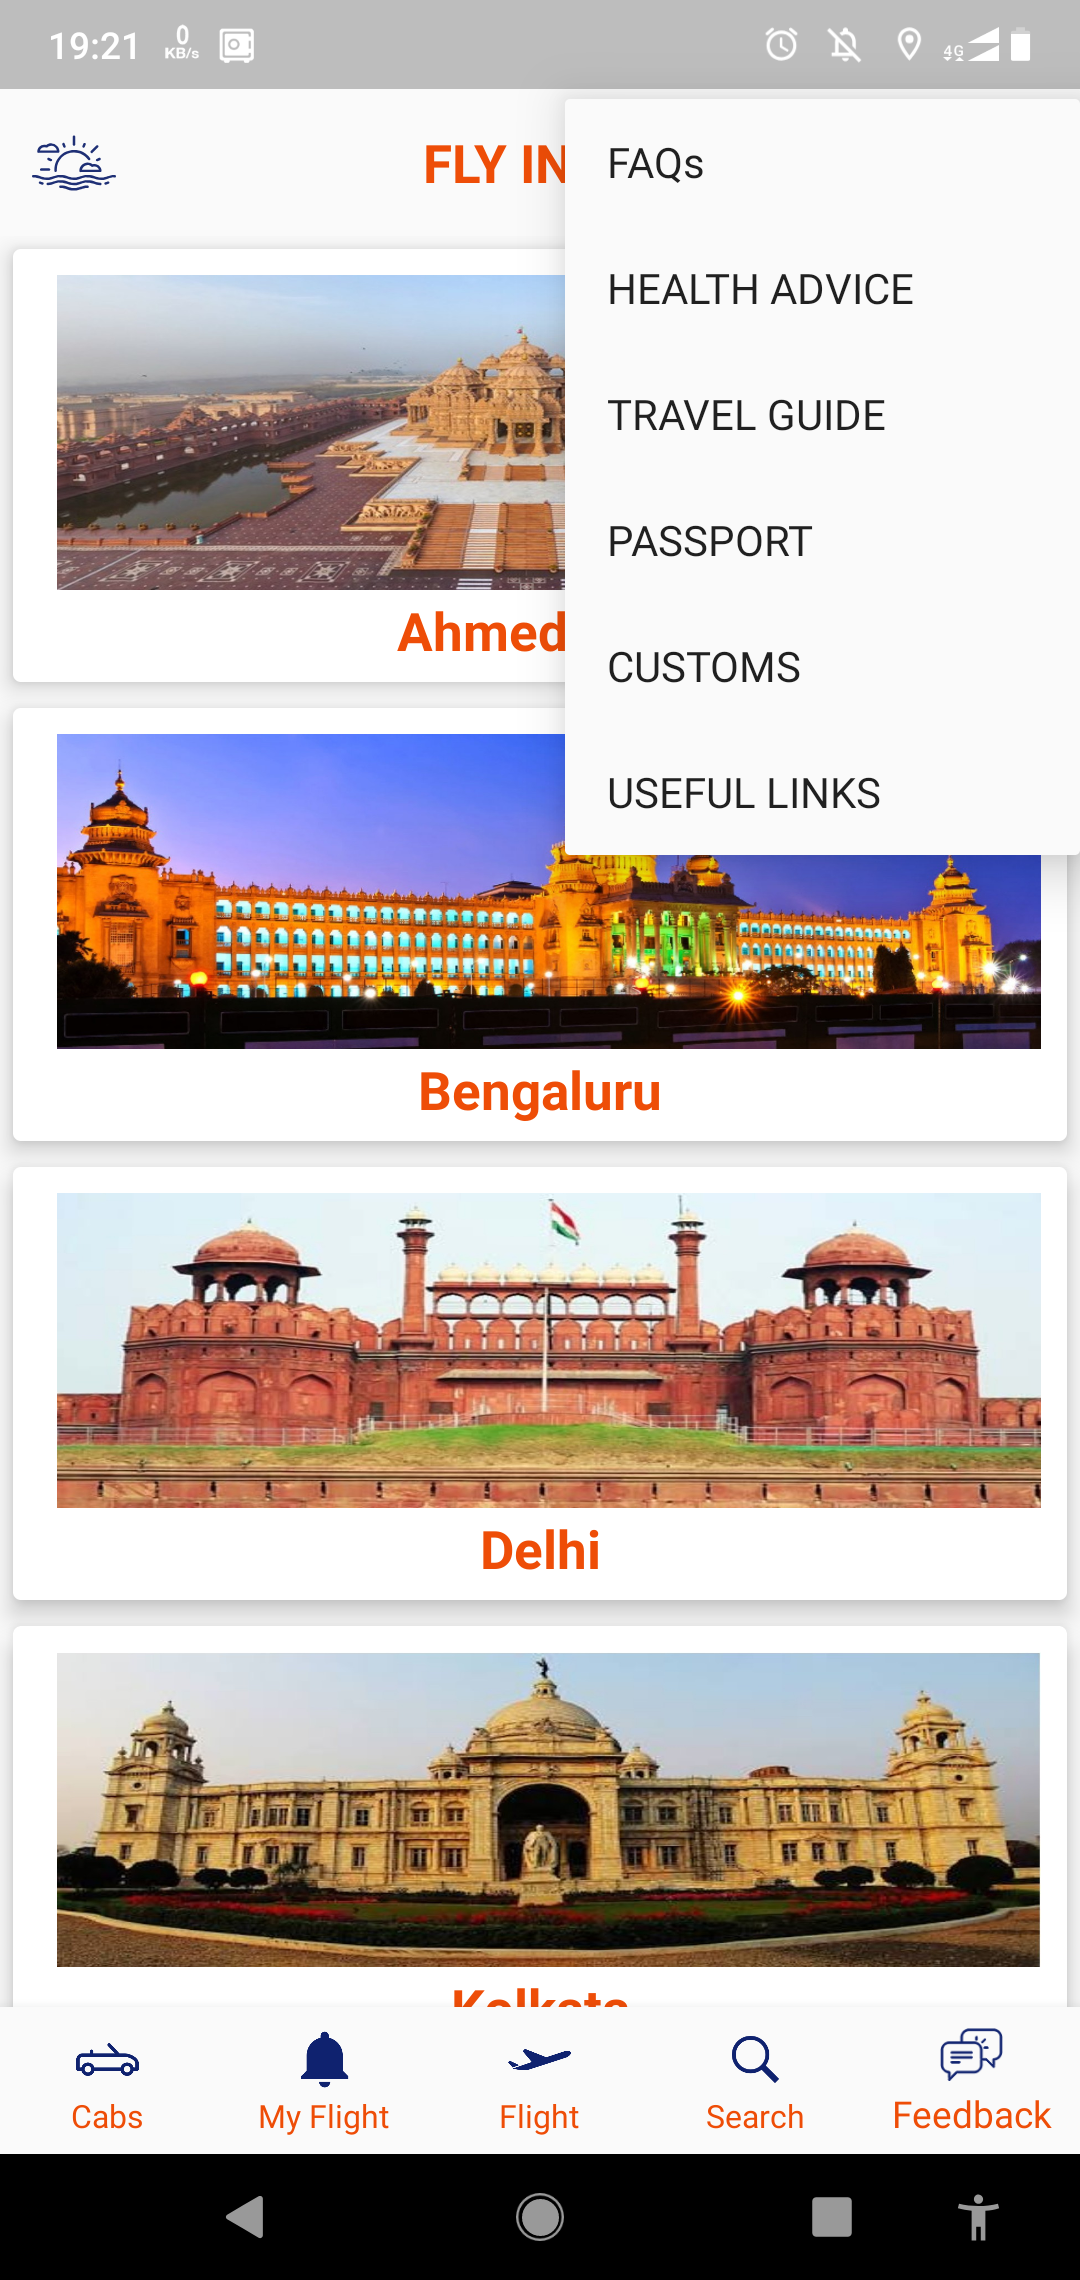 19:21
0
KB/s
4G
FLY IN
FAQs
HEALTH ADVICE
TRAVEL GUIDE
PASSPORT
CUSTOMS
USEFUL LINKS
Ahmed
Bengaluru
Delhi
Kolkata
Cabs
My Flight
Flight
Search
Feedback